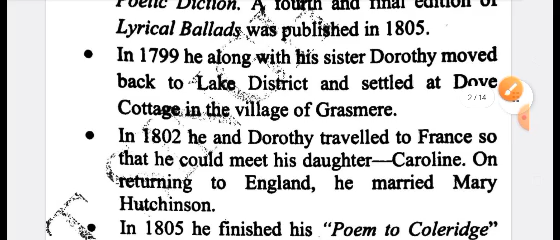 Poetic Diction. A fourth and final edition of
Lyrical Ballads was published in 1805.
• In 1799 he along with his sister Dorothy moved
back to Lake District and settled at Dove
Cottage in the village of Grasmere.
2/14
• In 1802 he and Dorothy travelled to France so
that he could meet his daughter—Caroline. On
returning to England, he married Mary
Hutchinson.
• In 1805 he finished his "Poem to Coleridge"